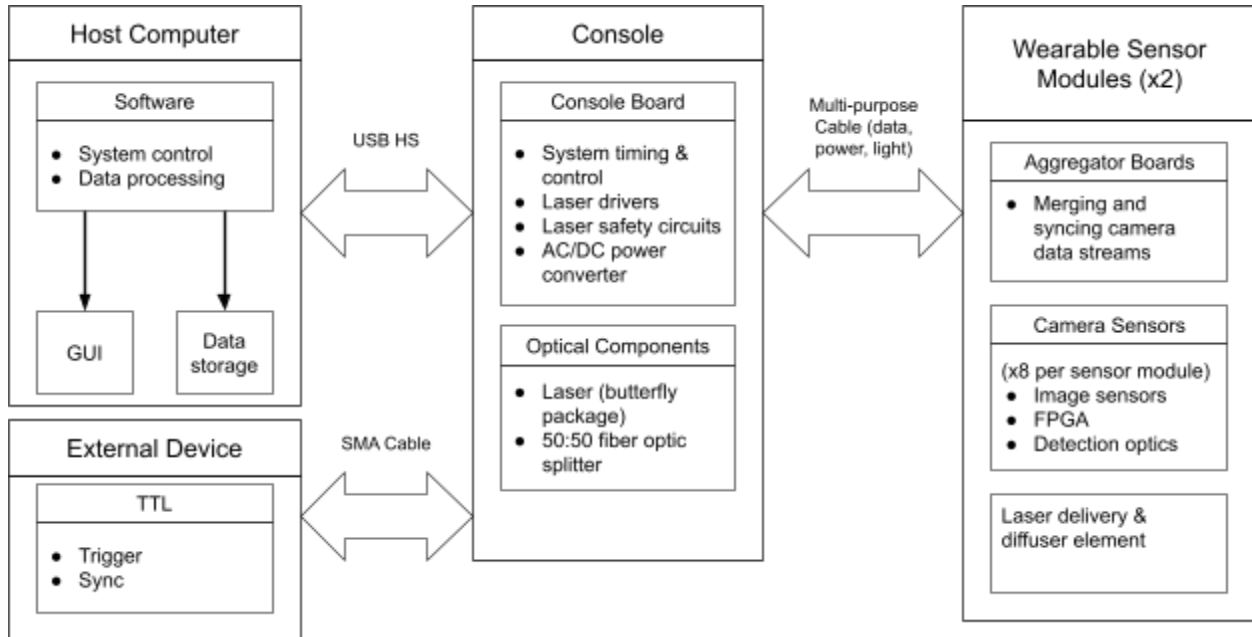 Host Computer
Software
● System control
● Data processing
GUI
Data
storage
External Device
TTL
● Trigger
● Sync
USB HS
SMA Cable
Console
Console Board
● System timing &
control
● Laser drivers
● Laser safety circuits
● AC/DC power
converter
Optical Components
● Laser (butterfly
package)
● 50:50 fiber optic
splitter
Multi-purpose
Cable (data,
power, light)
Wearable Sensor
Modules (x2)
Aggregator Boards
● Merging and
syncing camera
data streams
Camera Sensors
(x8 per sensor module)
● Image sensors
● FPGA
● Detection optics
Laser delivery &
diffuser element